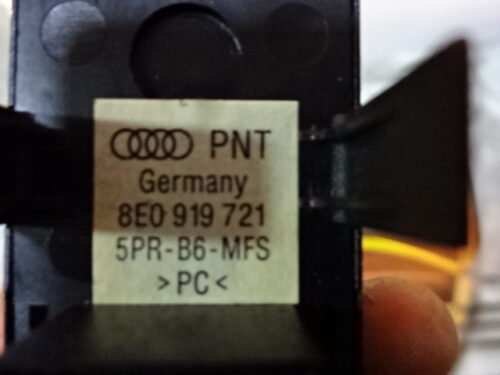 PNT
Germany
8E0 919 721
5PR-B6-MFS
>PC<